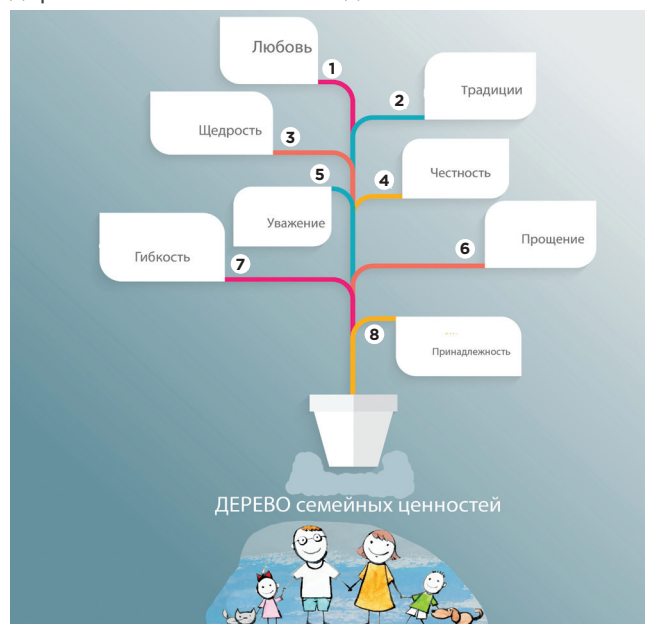 Любовь
1
2
Традиции
Щедрость
3
4
Честность
5
Уважение
6
Прощение
Гибкость
7
8
Принадлежность
ДЕРЕВО семейных ценностей